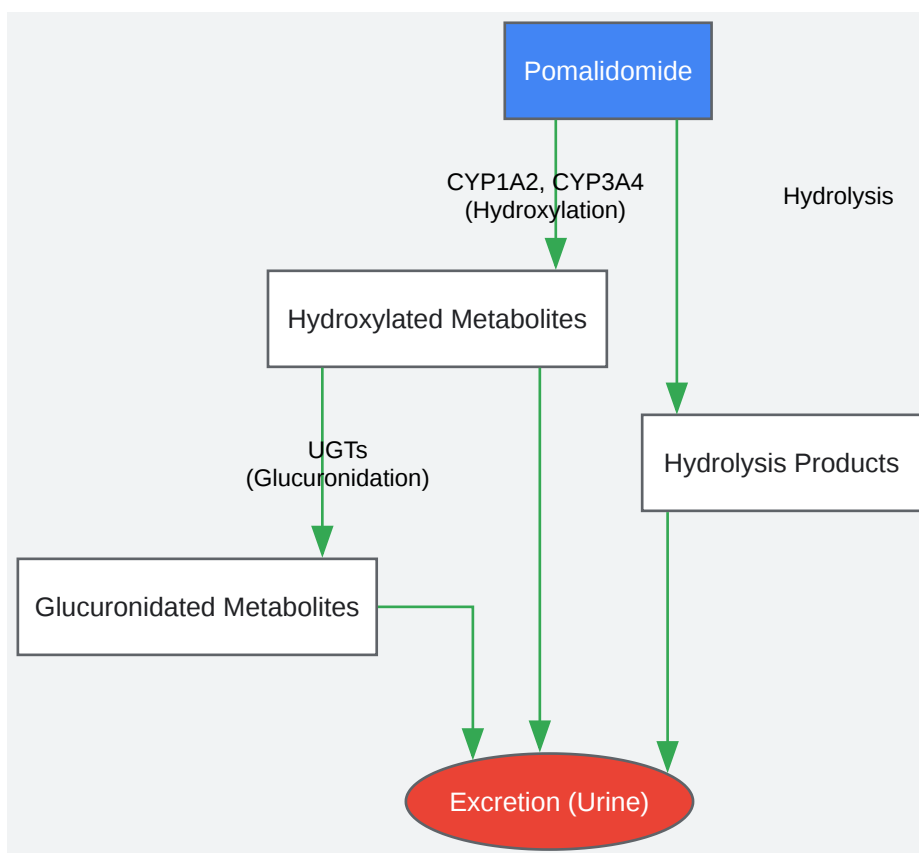 Pomalidomide
CYP1A2, CYP3A4
(Hydroxylation)
Hydrolysis
Hydroxylated Metabolites
UGTs
(Glucuronidation)
Hydrolysis Products
Glucuronidated Metabolites
Excretion (Urine)